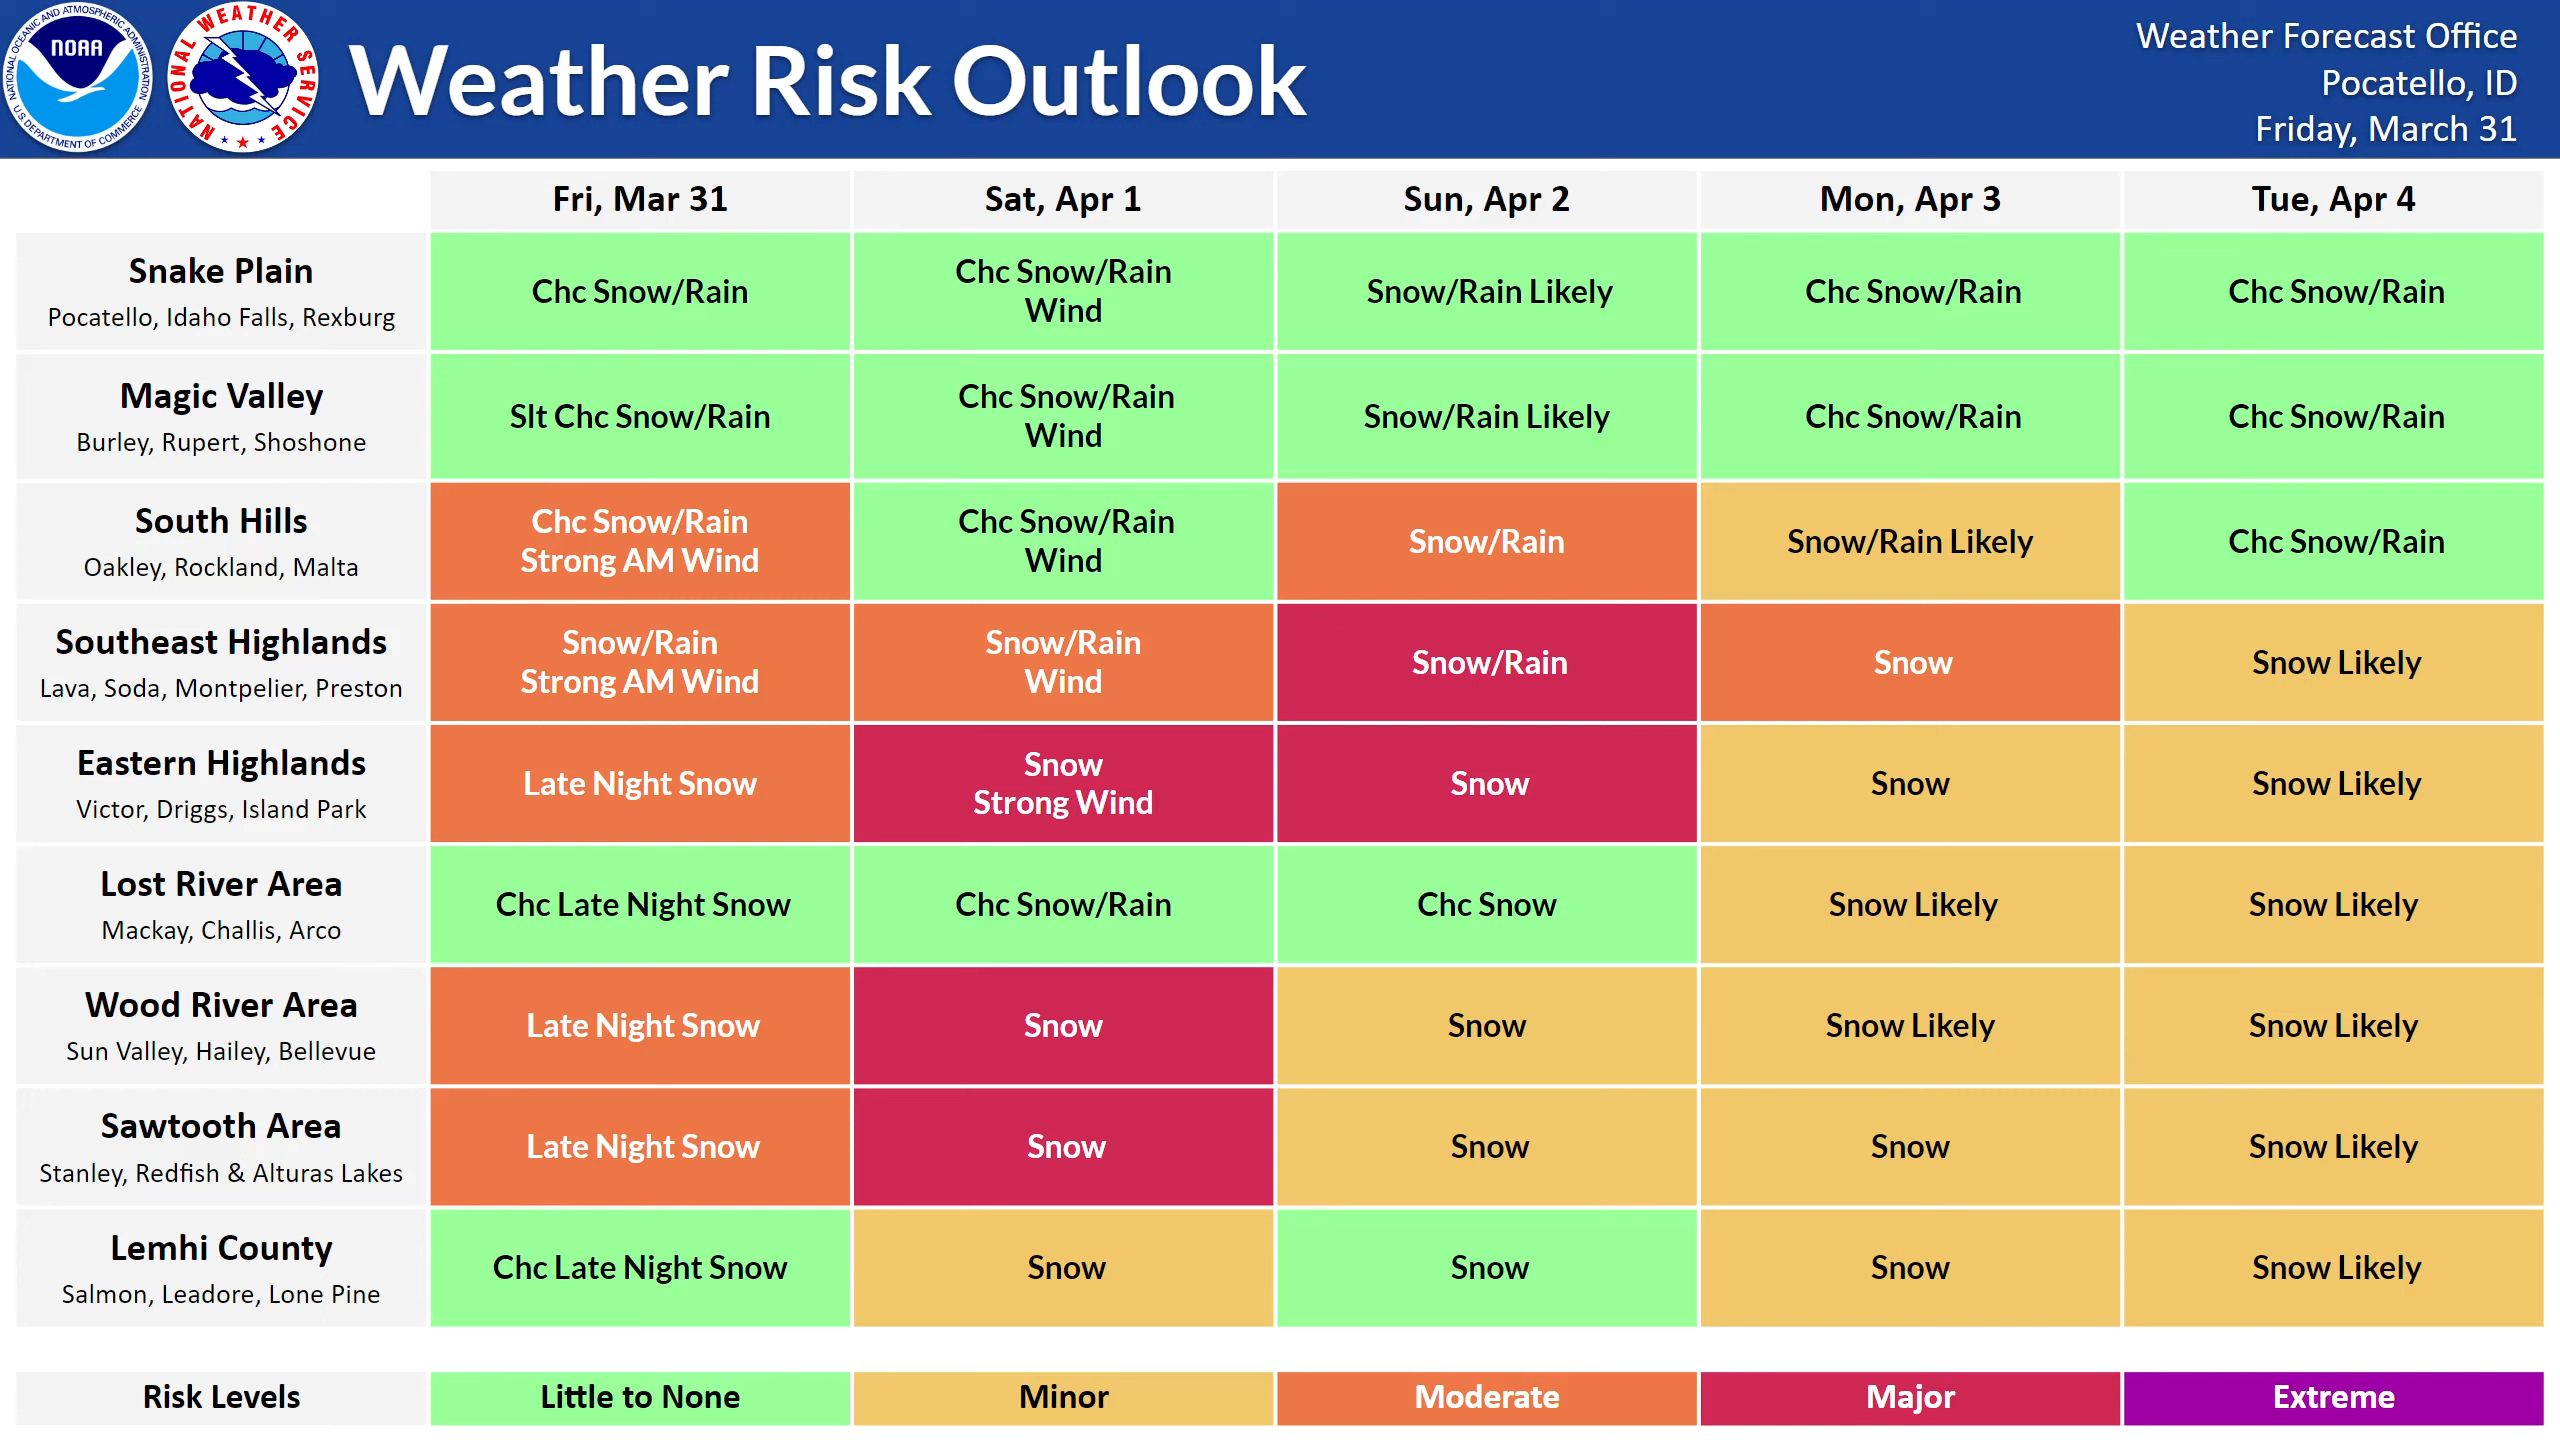 NATIONAL OCEANIC AND ATMOSPHERIC ADMINISTRATION
NOAA
U.S. DEPARTMENT OF COMMERCE
NATIONAL WEATHER SERVICE
Weather Risk Outlook
Weather Forecast Office
Pocatello, ID
Friday, March 31
Fri, Mar 31
Sat, Apr 1
Sun, Apr 2
Mon, Apr 3
Tue, Apr 4
Snake Plain
Pocatello, Idaho Falls, Rexburg
Chc Snow/Rain
Chc Snow/Rain
Wind
Snow/Rain Likely
Chc Snow/Rain
Chc Snow/Rain
Magic Valley
Burley, Rupert, Shoshone
Slt Chc Snow/Rain
Chc Snow/Rain
Wind
Snow/Rain Likely
Chc Snow/Rain
Chc Snow/Rain
South Hills
Oakley, Rockland, Malta
Chc Snow/Rain
Strong AM Wind
Chc Snow/Rain
Wind
Snow/Rain
Snow/Rain Likely
Chc Snow/Rain
Southeast Highlands
Lava, Soda, Montpelier, Preston
Snow/Rain
Strong AM Wind
Snow/Rain
Wind
Snow/Rain
Snow
Snow Likely
Eastern Highlands
Victor, Driggs, Island Park
Late Night Snow
Snow
Strong Wind
Snow
Snow
Snow Likely
Lost River Area
Mackay, Challis, Arco
Chc Late Night Snow
Chc Snow/Rain
Chc Snow
Snow Likely
Snow Likely
Wood River Area
Sun Valley, Hailey, Bellevue
Late Night Snow
Snow
Snow
Snow Likely
Snow Likely
Sawtooth Area
Stanley, Redfish & Alturas Lakes
Late Night Snow
Snow
Snow
Snow
Snow Likely
Lemhi County
Salmon, Leadore, Lone Pine
Chc Late Night Snow
Snow
Snow
Snow
Snow Likely
Risk Levels
Little to None
Minor
Moderate
Major
Extreme